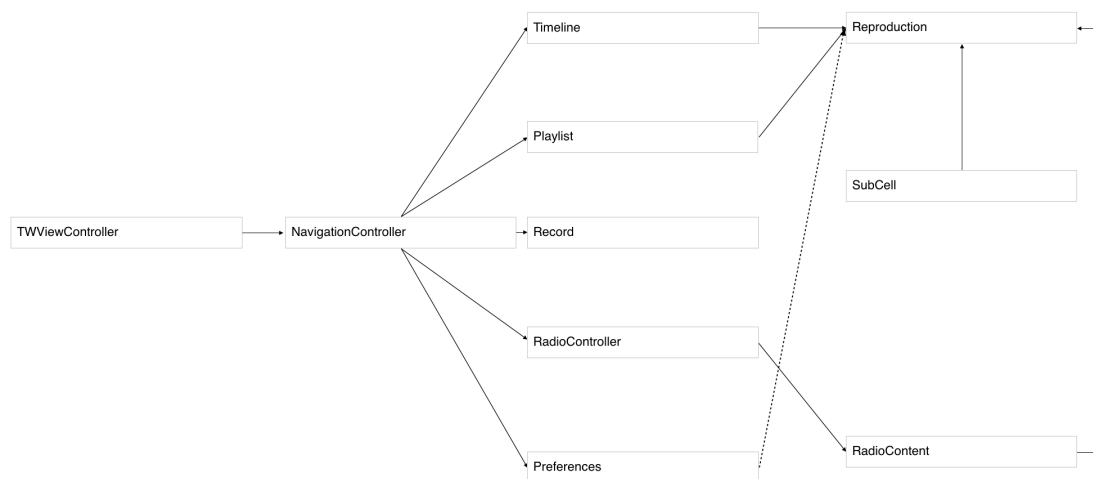 Timeline
Reproduction
Playlist
SubCell
TWViewController
NavigationController
Record
RadioController
RadioContent
Preferences